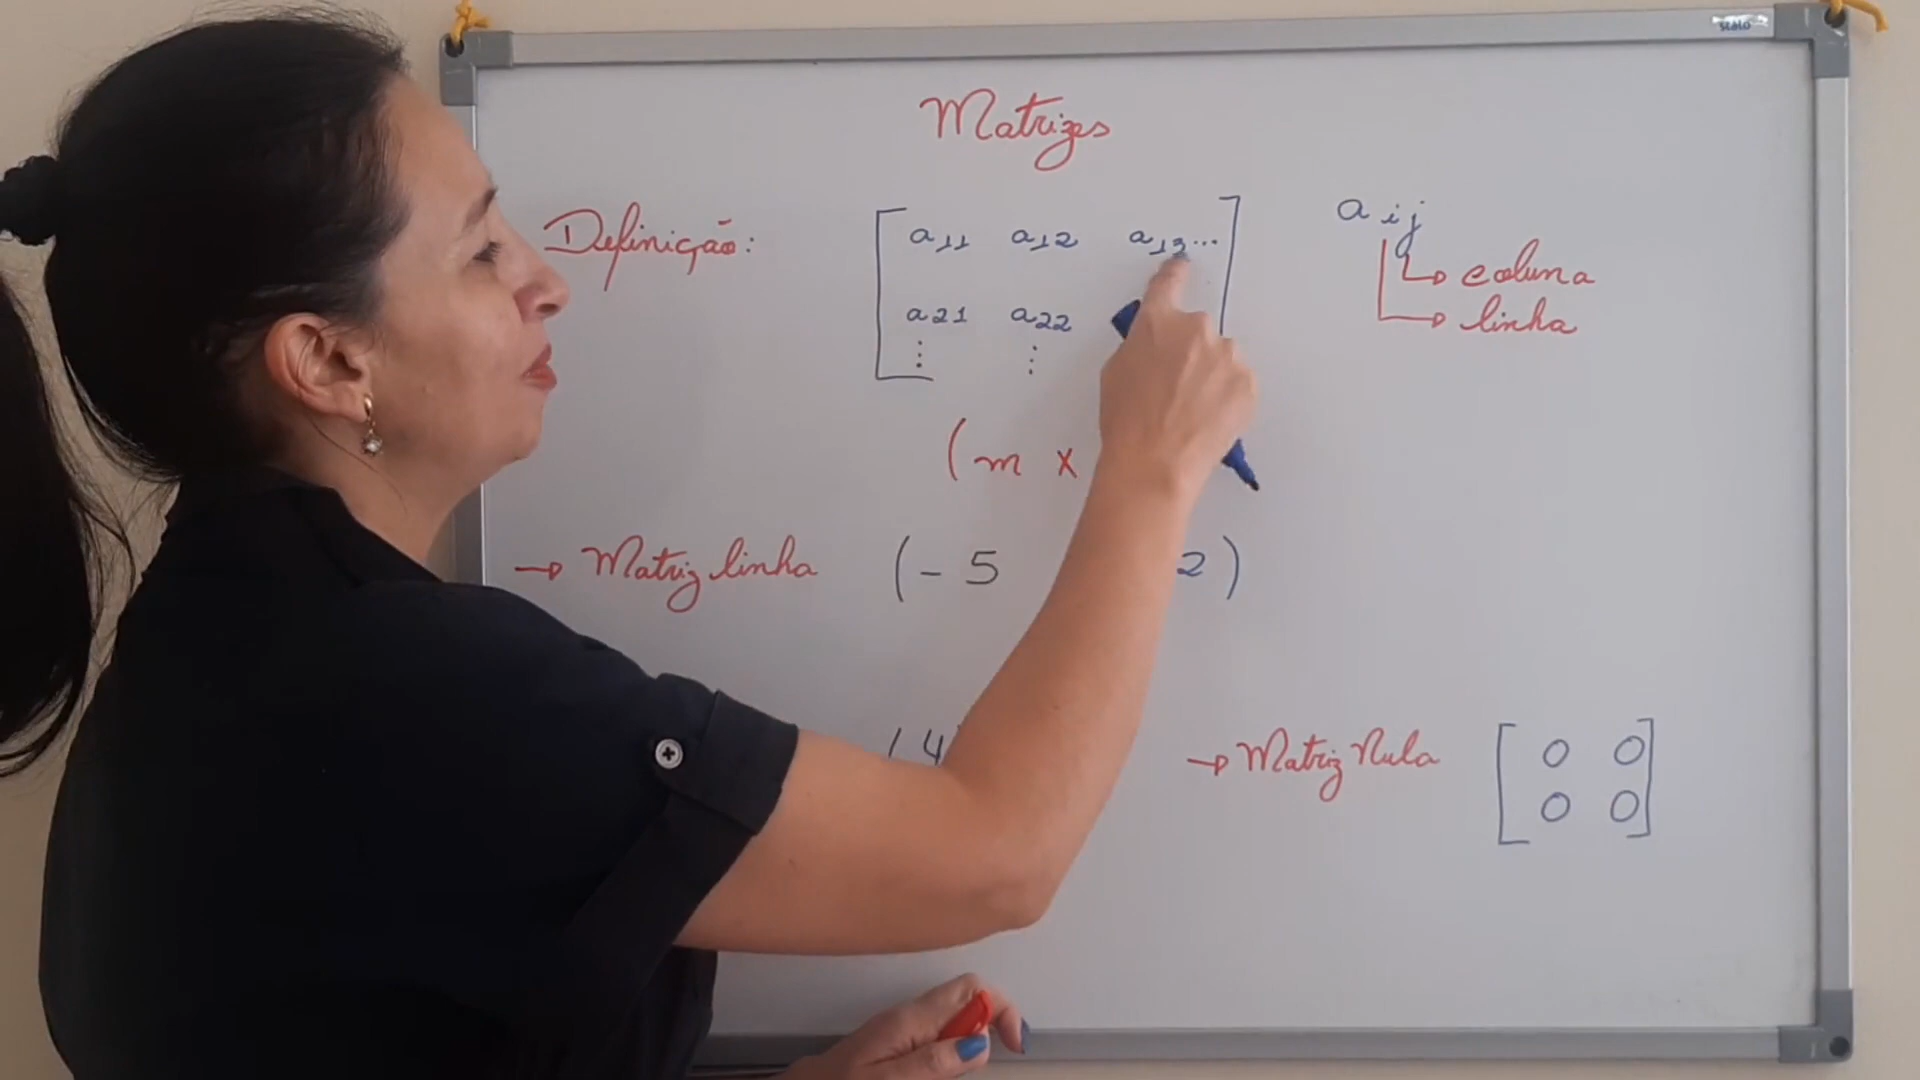 Matrizes
Definição:
a11 a12 a13...
a21 a22
⋮ ⋮
a ij
coluna
linha
(m x
→ Matriz linha (- 5 2)
(4
→ Matriz Nula
0 0
0 0
stalo